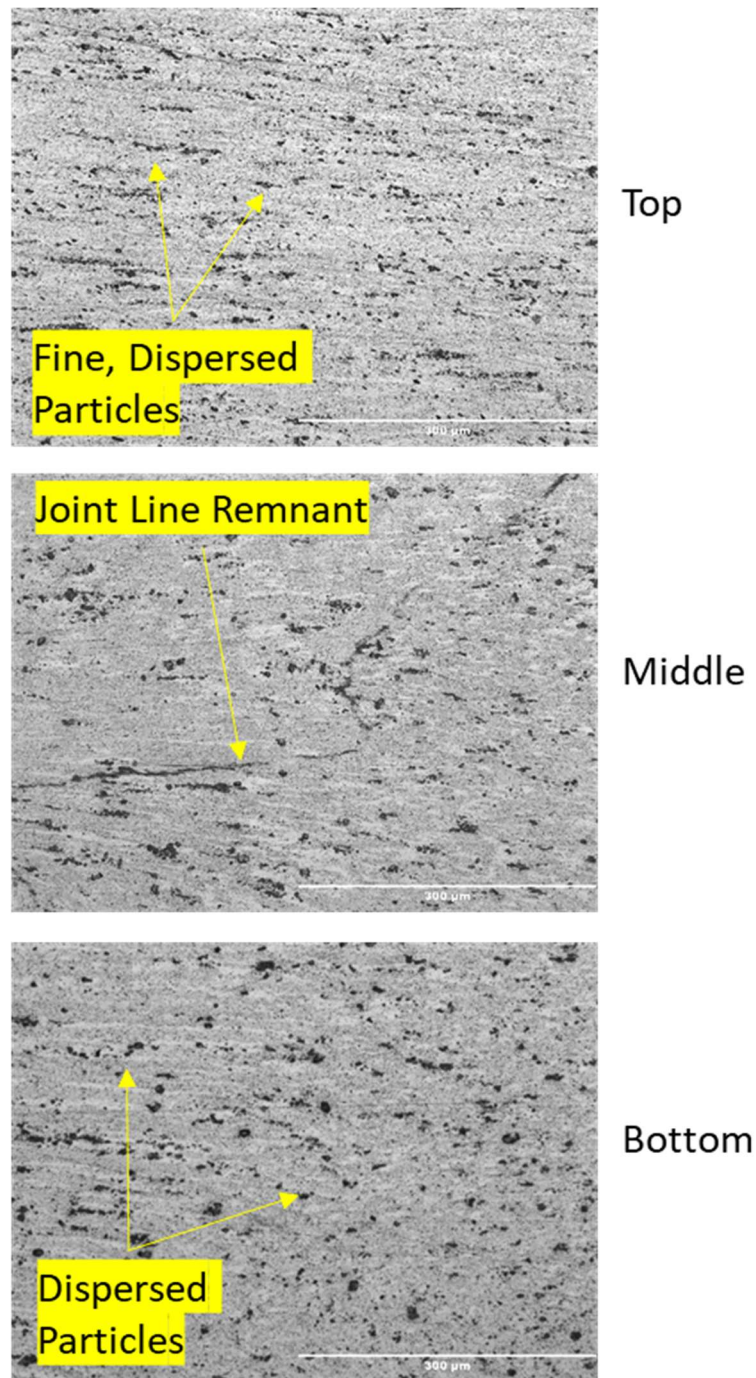 Top
Fine, Dispersed
Particles
300 µm
Joint Line Remnant
Middle
300 µm
Bottom
Dispersed
Particles
300 µm